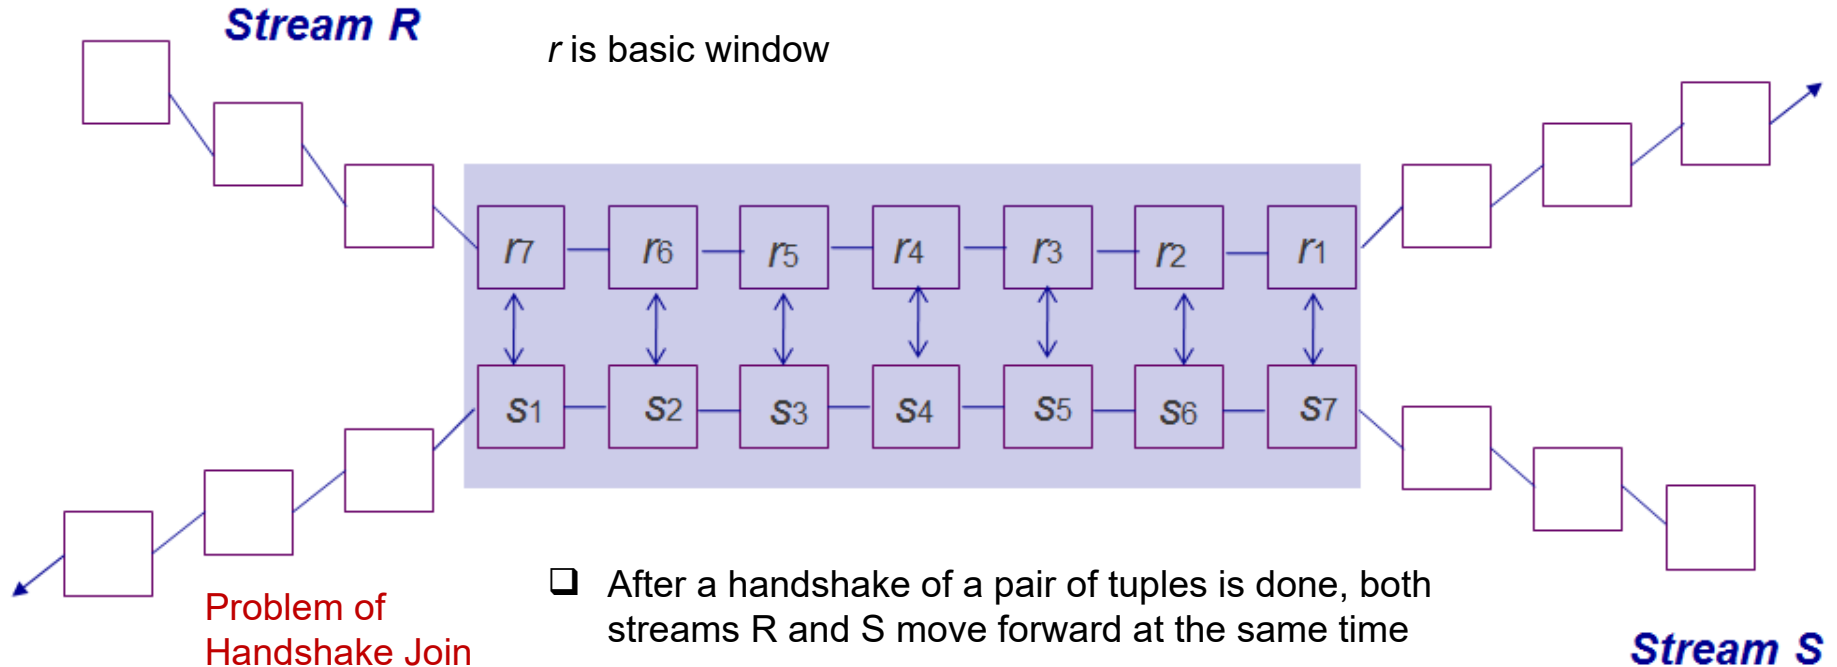 Stream R
r is basic window
r7 r6 r5 r4 r3 r2 r1
s1 s2 s3 s4 s5 s6 s7
❑ After a handshake of a pair of tuples is done, both
streams R and S move forward at the same time
Problem of
Handshake Join
Stream S